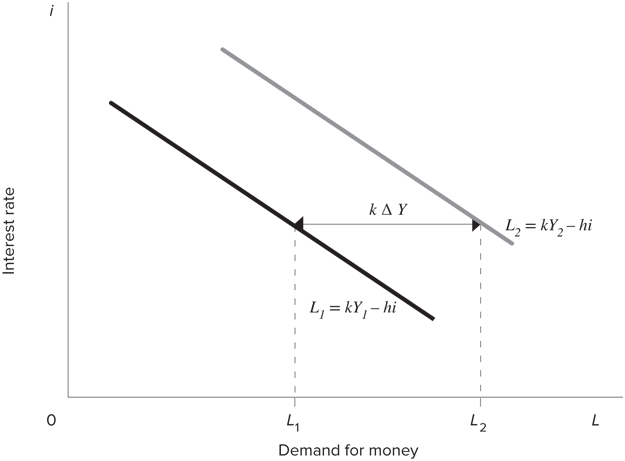 i
Interest rate
k Δ Y
L₂ = kY₂ – hi
L₁ = kY₁ – hi
0
L₁
L₂
L
Demand for money